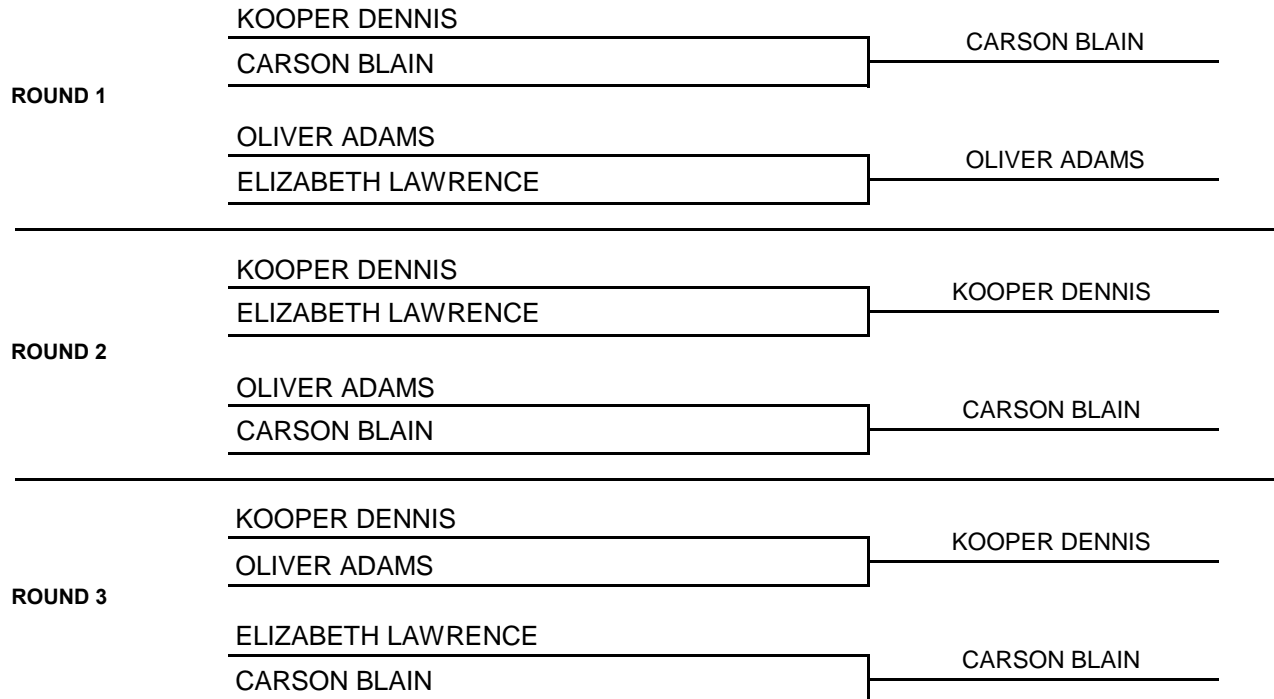 KOOPER DENNIS
CARSON BLAIN
CARSON BLAIN
ROUND 1
OLIVER ADAMS
OLIVER ADAMS
ELIZABETH LAWRENCE
KOOPER DENNIS
KOOPER DENNIS
ELIZABETH LAWRENCE
ROUND 2
OLIVER ADAMS
CARSON BLAIN
CARSON BLAIN
KOOPER DENNIS
KOOPER DENNIS
OLIVER ADAMS
ROUND 3
ELIZABETH LAWRENCE
CARSON BLAIN
CARSON BLAIN